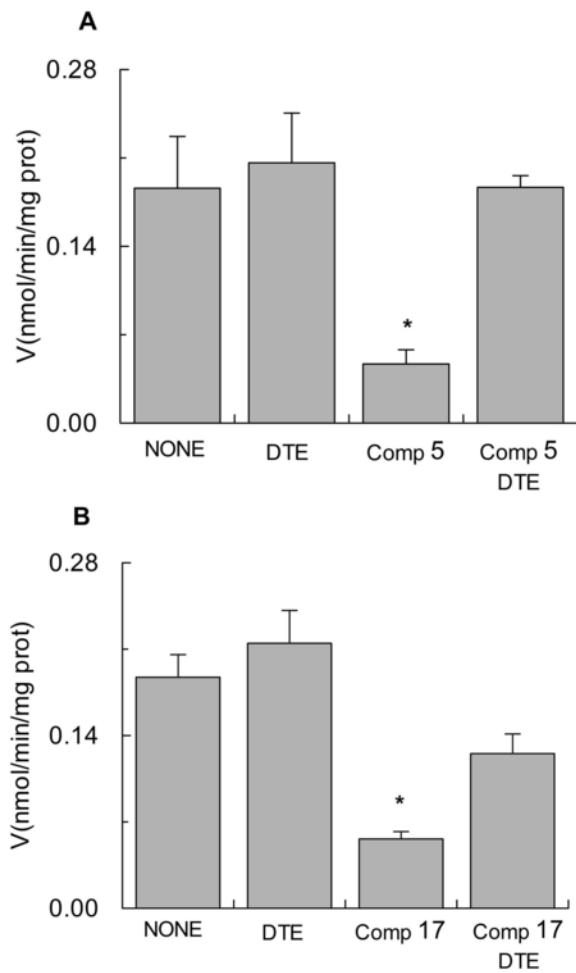 A
0.28
V(nmol/min/mg prot)
0.14
*
0.00
NONE
DTE
Comp 5
Comp 5
DTE
B
0.28
V(nmol/min/mg prot)
0.14
*
0.00
NONE
DTE
Comp 17
Comp 17
DTE